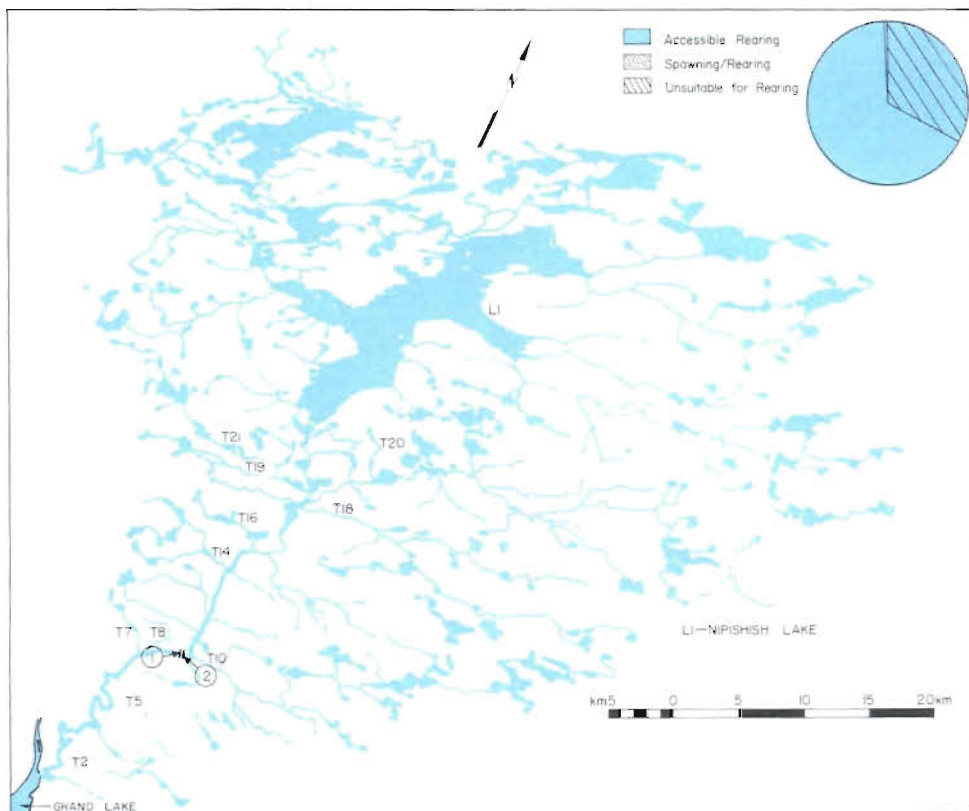 Accessible Rearing
Spawning/Rearing
Unsuitable for Rearing
N
L1
T21
T20
T19
T18
T16
T14
T7 T8
1
T10
2
T5
T2
L1-NIPISHISH LAKE
km5 0 5 10 15 20km
GRAND LAKE